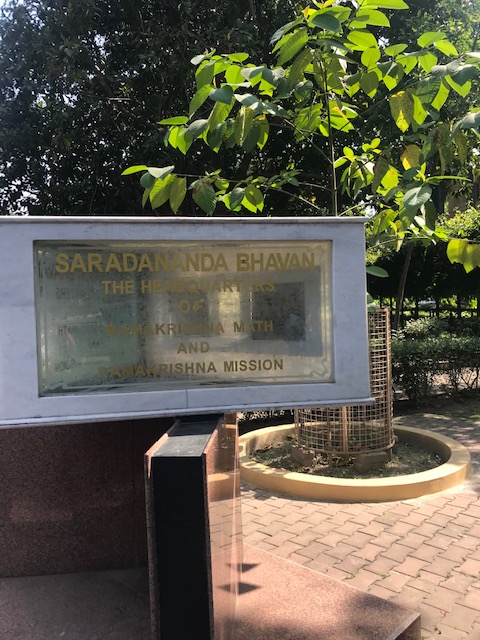 SARADANANDA BHAVAN
THE HEADQUARTERS
OF
RAMAKRISHNA MATH
AND
RAMAKRISHNA MISSION